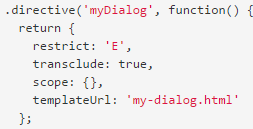 .directive('myDialog', function() {
return {
restrict: 'E',
transclude: true,
scope: {},
templateUrl: 'my-dialog.html'
};